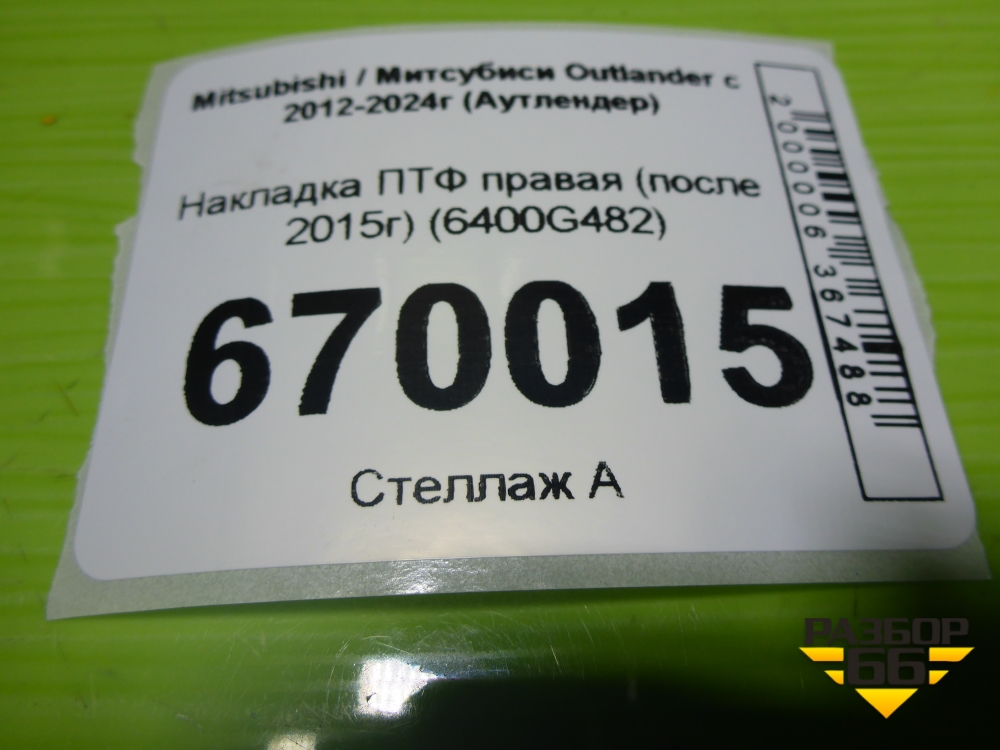 Mitsubishi / Митсубиси Outlander с
2012-2024г (Аутлендер)
Накладка ПТФ правая (после
2015г) (6400G482)
670015
Стеллаж А
2000006367488
РАЗБОР
66